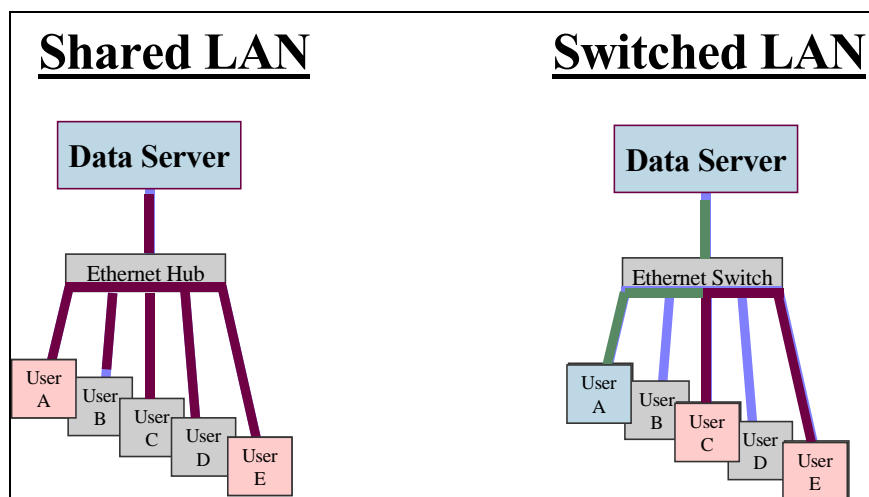 Shared LAN
Data Server
Ethernet Hub
User
A
User
B
User
C
User
D
User
E
Switched LAN
Data Server
Ethernet Switch
User
A
User
B
User
C
User
D
User
E